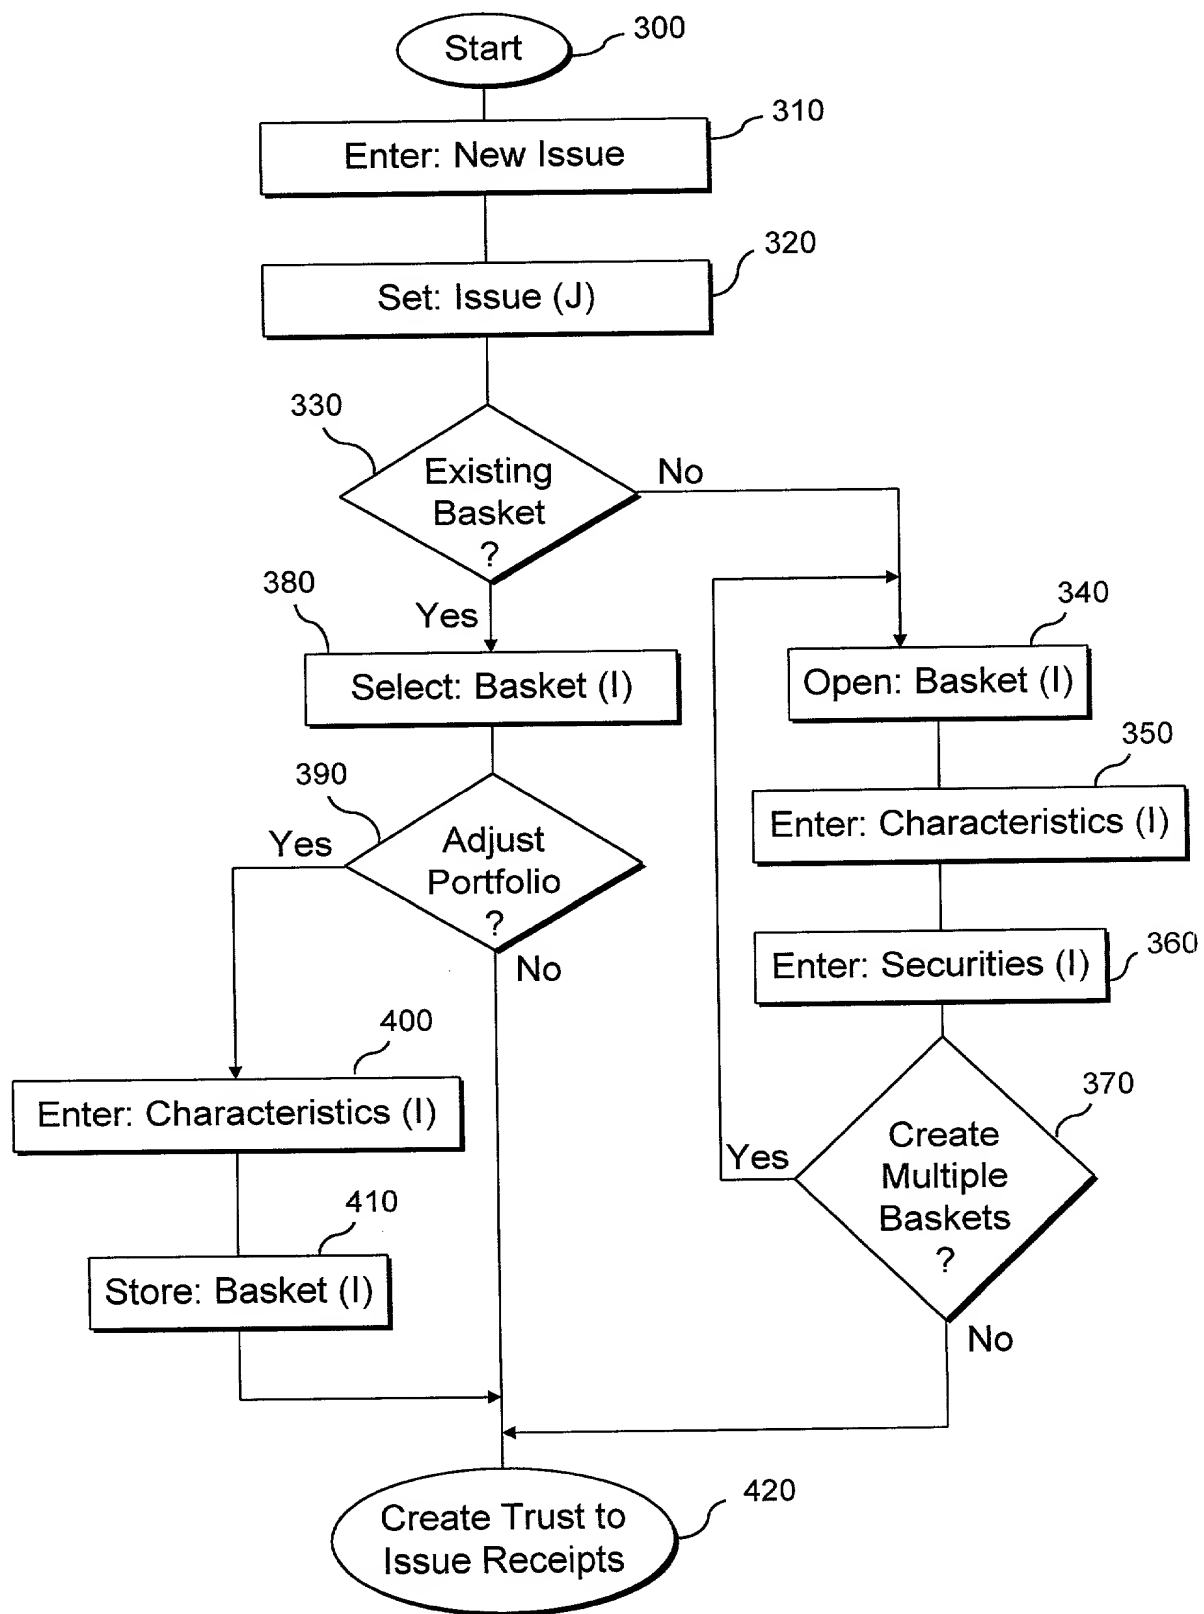 Start
300
310
Enter: New Issue
320
Set: Issue (J)
330
Existing
Basket
?
No
Yes
380
Select: Basket (I)
340
Open: Basket (I)
350
Enter: Characteristics (I)
360
Enter: Securities (I)
390
Adjust
Portfolio
?
Yes
No
400
Enter: Characteristics (I)
410
Store: Basket (I)
370
Create
Multiple
Baskets
?
Yes
No
420
Create Trust to
Issue Receipts